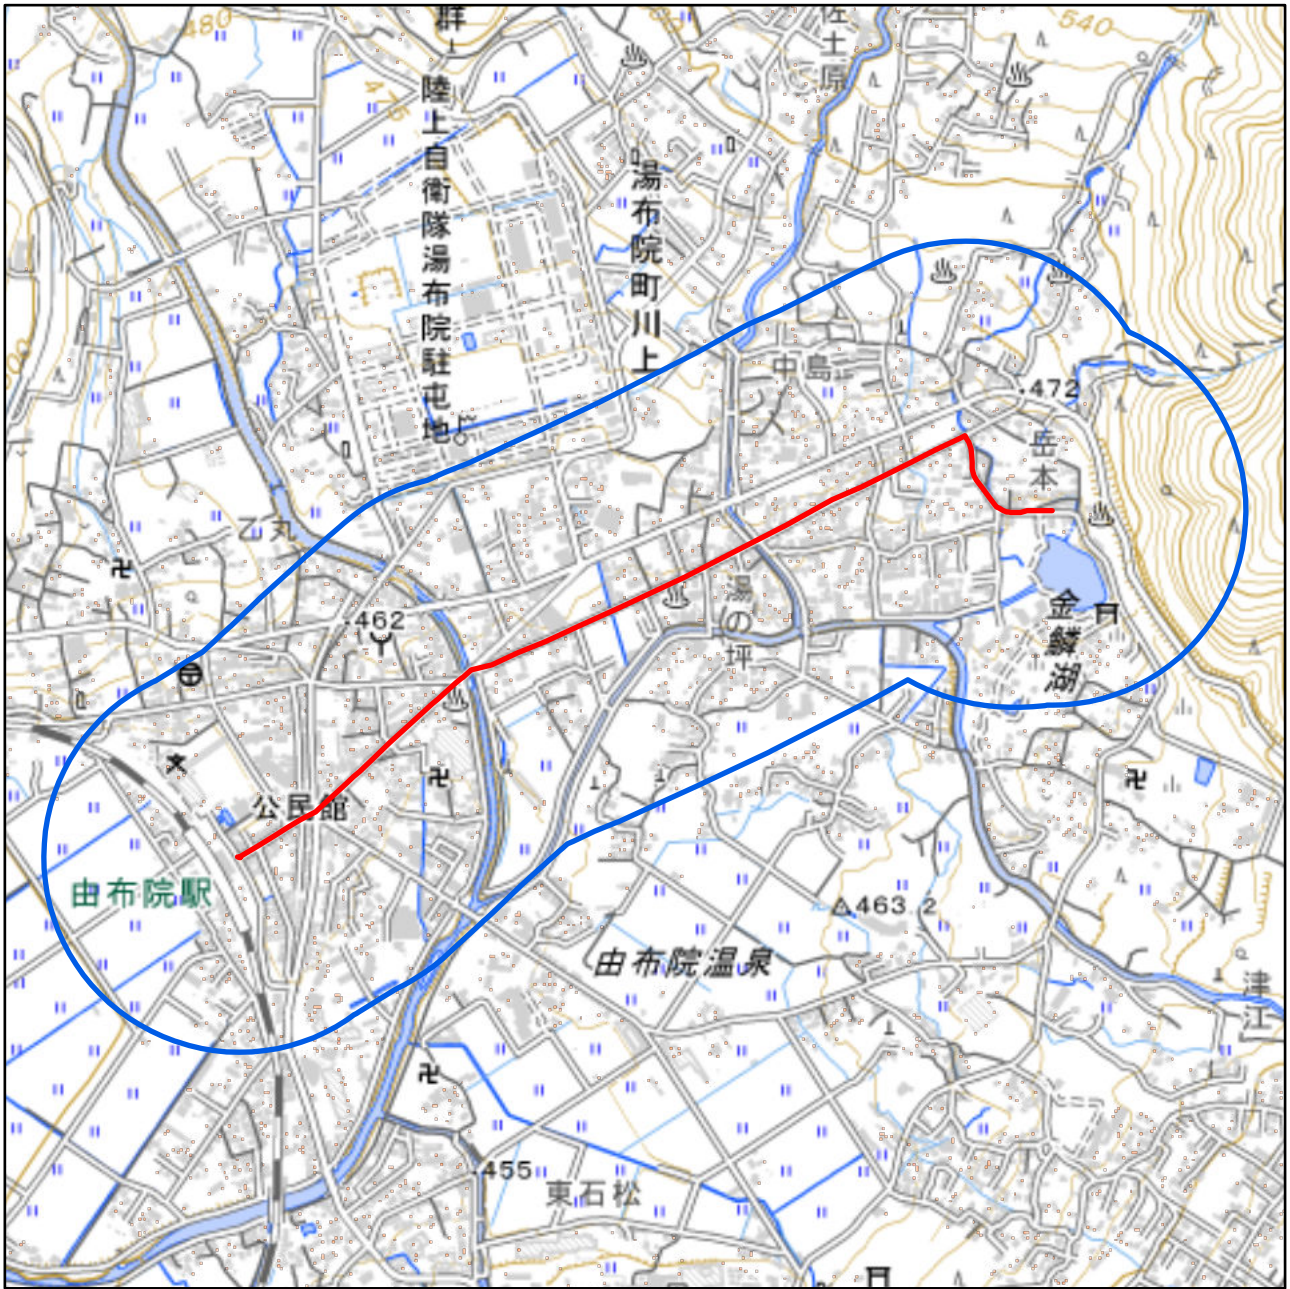 480
540
佐土原
陸上自衛隊湯布院駐屯地
湯布院町川上
中島
472
岳本
乙丸
462
湯の坪
金鱗湖
公民館
由布院駅
463.2
由布院温泉
津江
455
東石松